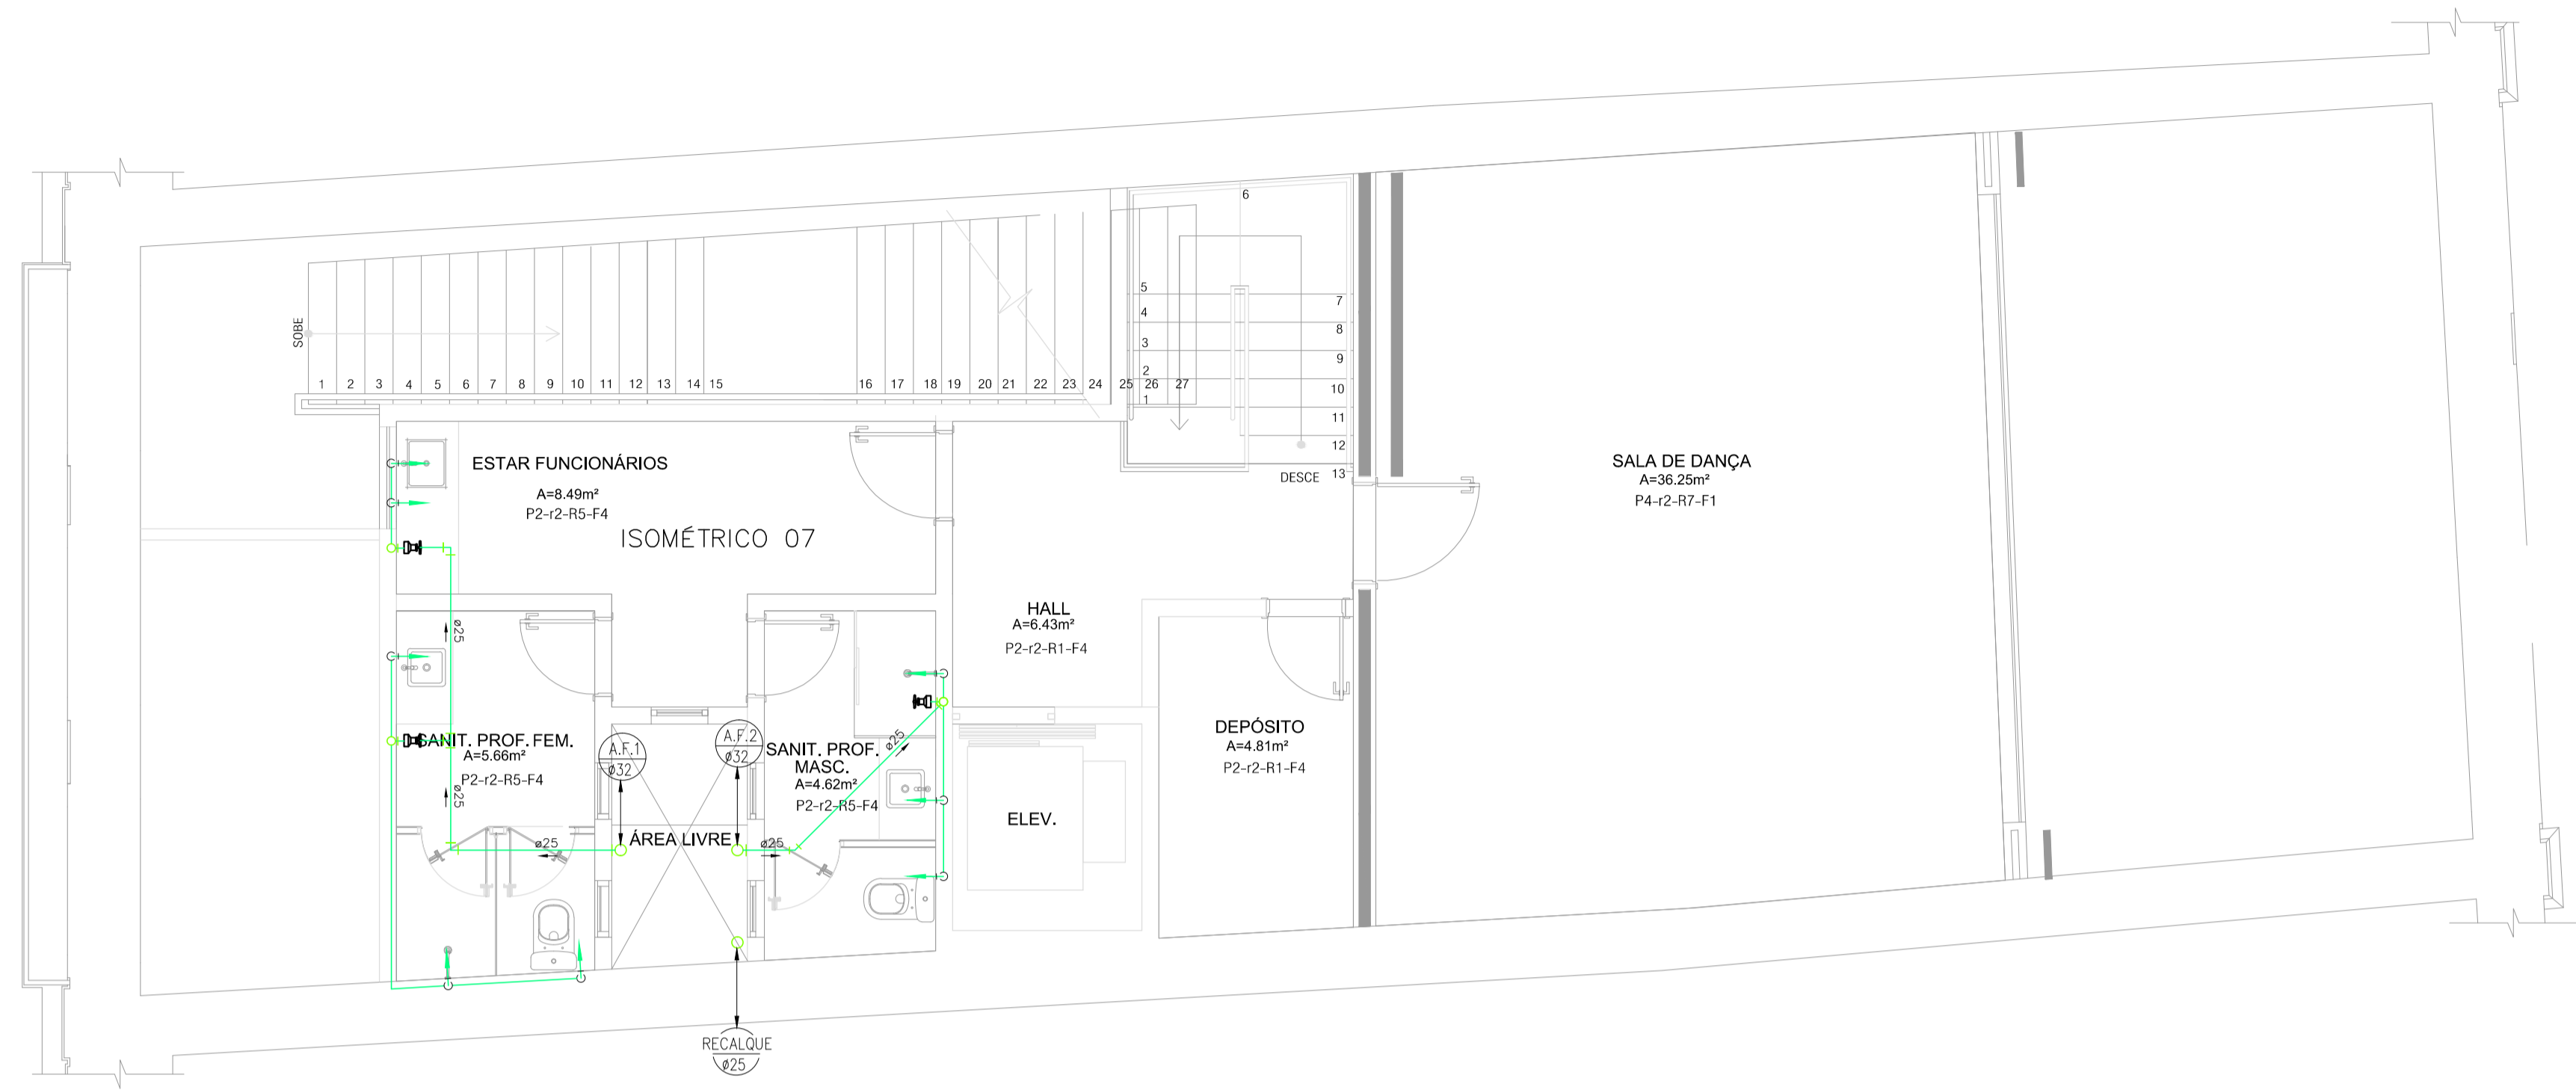 6
5
4
3
2
1
7
8
9
10
11
12
13
SOBE
1 2 3 4 5 6 7 8 9 10 11 12 13 14 15 16 17 18 19 20 21 22 23 24 25 26 27
DESCE
ESTAR FUNCIONÁRIOS
A=8.49m²
P2-r2-R5-F4
ISOMÉTRICO 07
SALA DE DANÇA
A=36.25m²
P4-r2-R7-F1
HALL
A=6.43m²
P2-r2-R1-F4
DEPÓSITO
A=4.81m²
P2-r2-R1-F4
ø25
SANIT. PROF. FEM.
A=5.66m²
P2-r2-R5-F4
ø25
A.F.1
ø32
A.F.2
ø32
SANIT. PROF.
MASC.
A=4.62m²
P2-r2-R5-F4
ø25
ELEV.
ÁREA LIVRE
ø25
ø25
RECALQUE
ø25